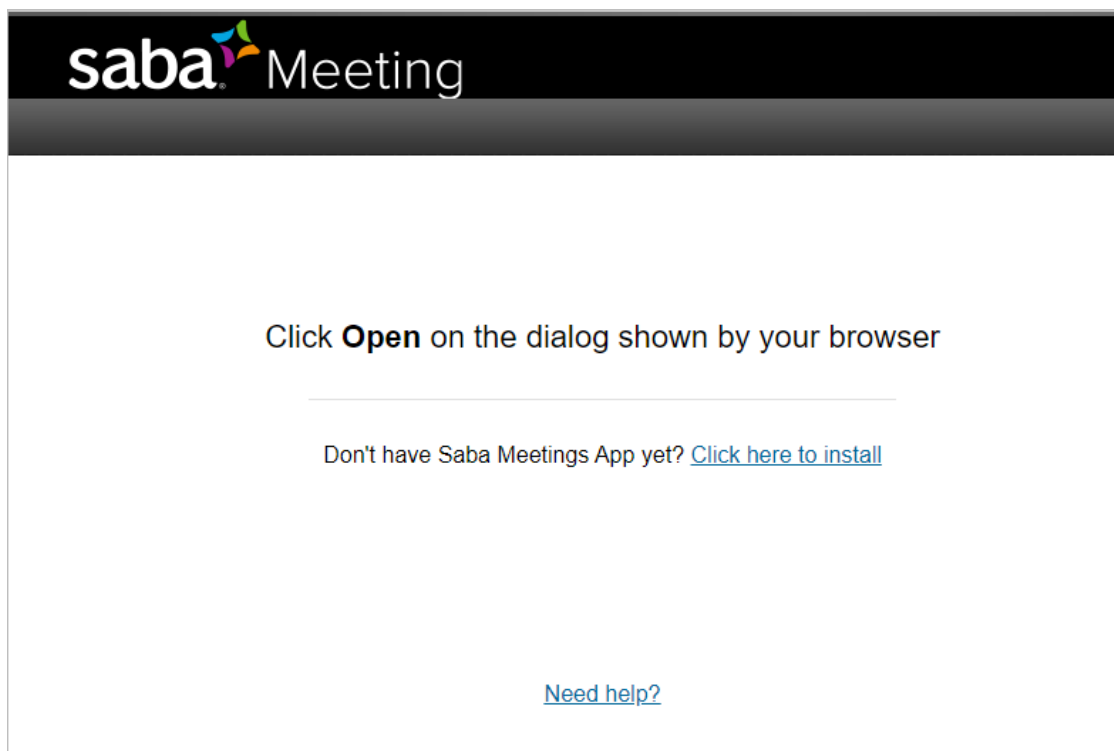 saba® Meeting
Click Open on the dialog shown by your browser
Don't have Saba Meetings App yet? Click here to install
Need help?